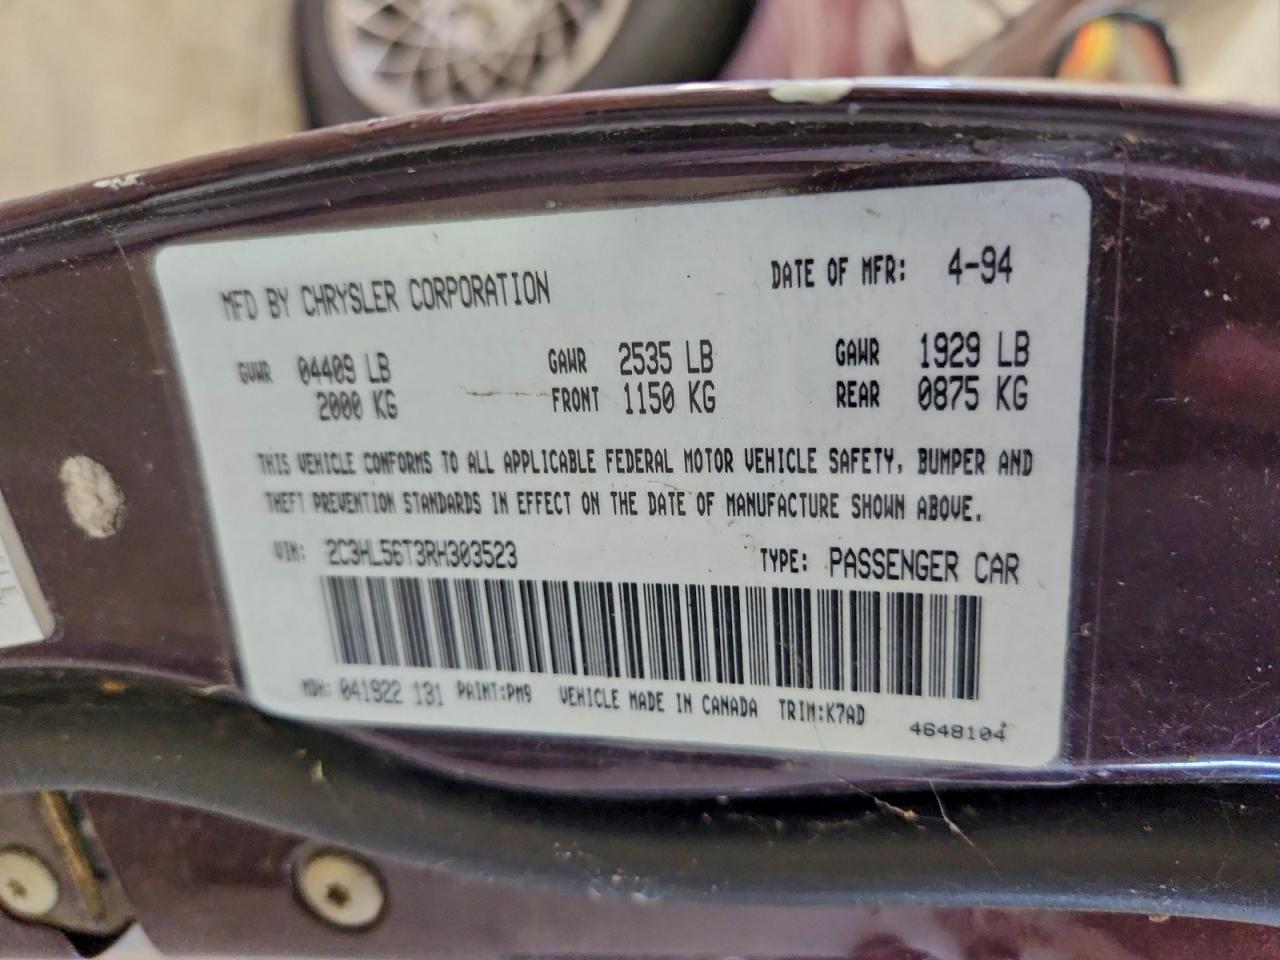 MFD BY CHRYSLER CORPORATION DATE OF MFR: 4-94
GVWR 04409 LB GAWR 2535 LB GAWR 1929 LB
2000 KG FRONT 1150 KG REAR 0875 KG
THIS VEHICLE CONFORMS TO ALL APPLICABLE FEDERAL MOTOR VEHICLE SAFETY, BUMPER AND
THEFT PREVENTION STANDARDS IN EFFECT ON THE DATE OF MANUFACTURE SHOWN ABOVE.
VIN: 2C3HL56T3RH303523 TYPE: PASSENGER CAR
MDH: 041922 131 PAINT:PM9 VEHICLE MADE IN CANADA TRIM:K7AD
4648104